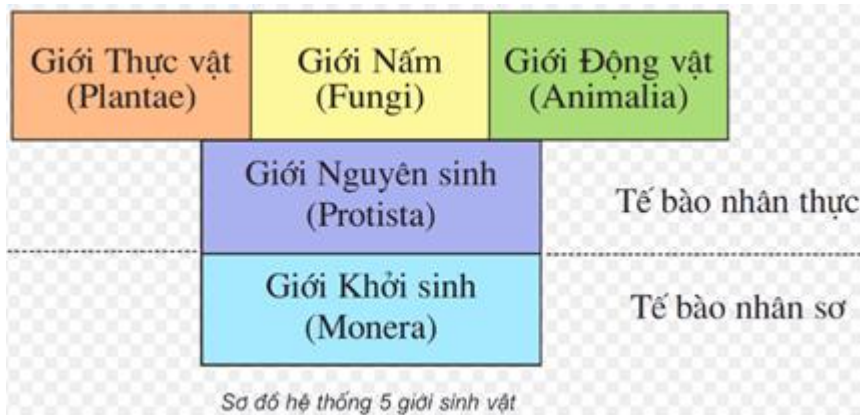 Giới Thực vật
(Plantae)
Giới Nấm
(Fungi)
Giới Động vật
(Animalia)
Giới Nguyên sinh
(Protista)
Tế bào nhân thực
Giới Khởi sinh
(Monera)
Tế bào nhân sơ
Sơ đồ hệ thống 5 giới sinh vật